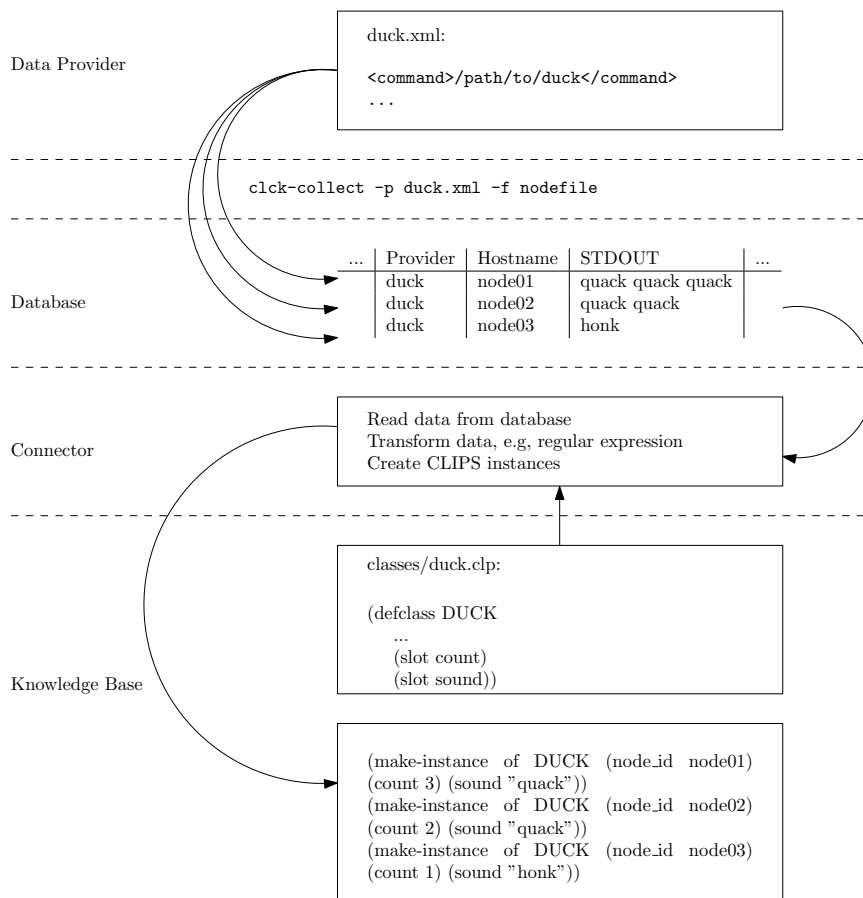 duck.xml:
Data Provider
<command>/path/to/duck</command>
...
clck-collect -p duck.xml -f nodefile
... Provider Hostname STDOUT ...
duck node01 quack quack quack
Database
duck node02 quack quack
duck node03 honk
Read data from database
Connector
Transform data, e.g, regular expression
Create CLIPS instances
classes/duck.clp:
(defclass DUCK
...
(slot count)
(slot sound))
Knowledge Base
(make-instance of DUCK (node_id node01)
(count 3) (sound ”quack”))
(make-instance of DUCK (node_id node02)
(count 2) (sound ”quack”))
(make-instance of DUCK (node_id node03)
(count 1) (sound ”honk”))